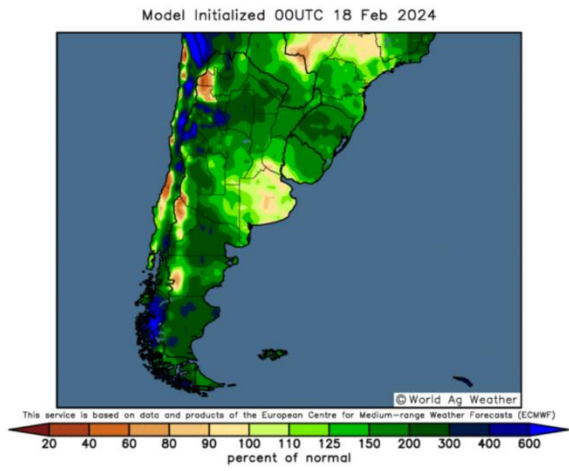 Model Initialized 00UTC 18 Feb 2024
©World Ag Weather
This service is based on data and products of the European Centre for Medium-range Weather Forecasts (ECMWF)
20 40 60 80 90 100 110 125 150 200 400 600
percent of normal